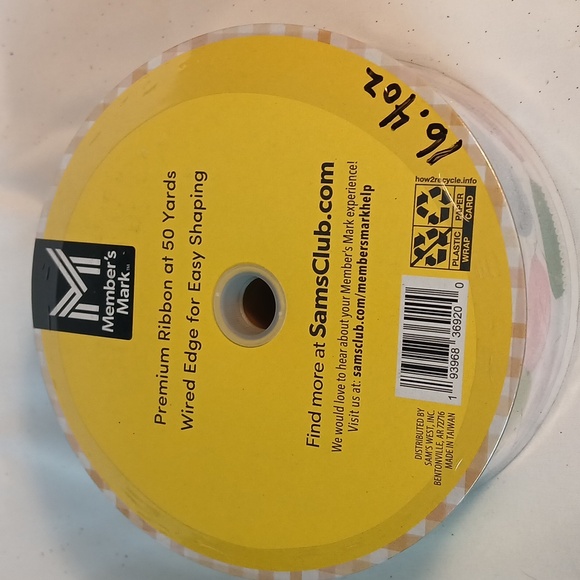 Member's
Mark™
Premium Ribbon at 50 Yards
Wired Edge for Easy Shaping
Find more at SamsClub.com
We would love to hear about your Member's Mark experience!
Visit us at: samsclub.com/membersmarkhelp
16.4oz
how2recycle.info
PLASTIC
WRAP
PAPER
CARD
1 93968 36920 0
DISTRIBUTED BY
SAM'S WEST, INC.
BENTONVILLE, AR 72716
MADE IN TAIWAN